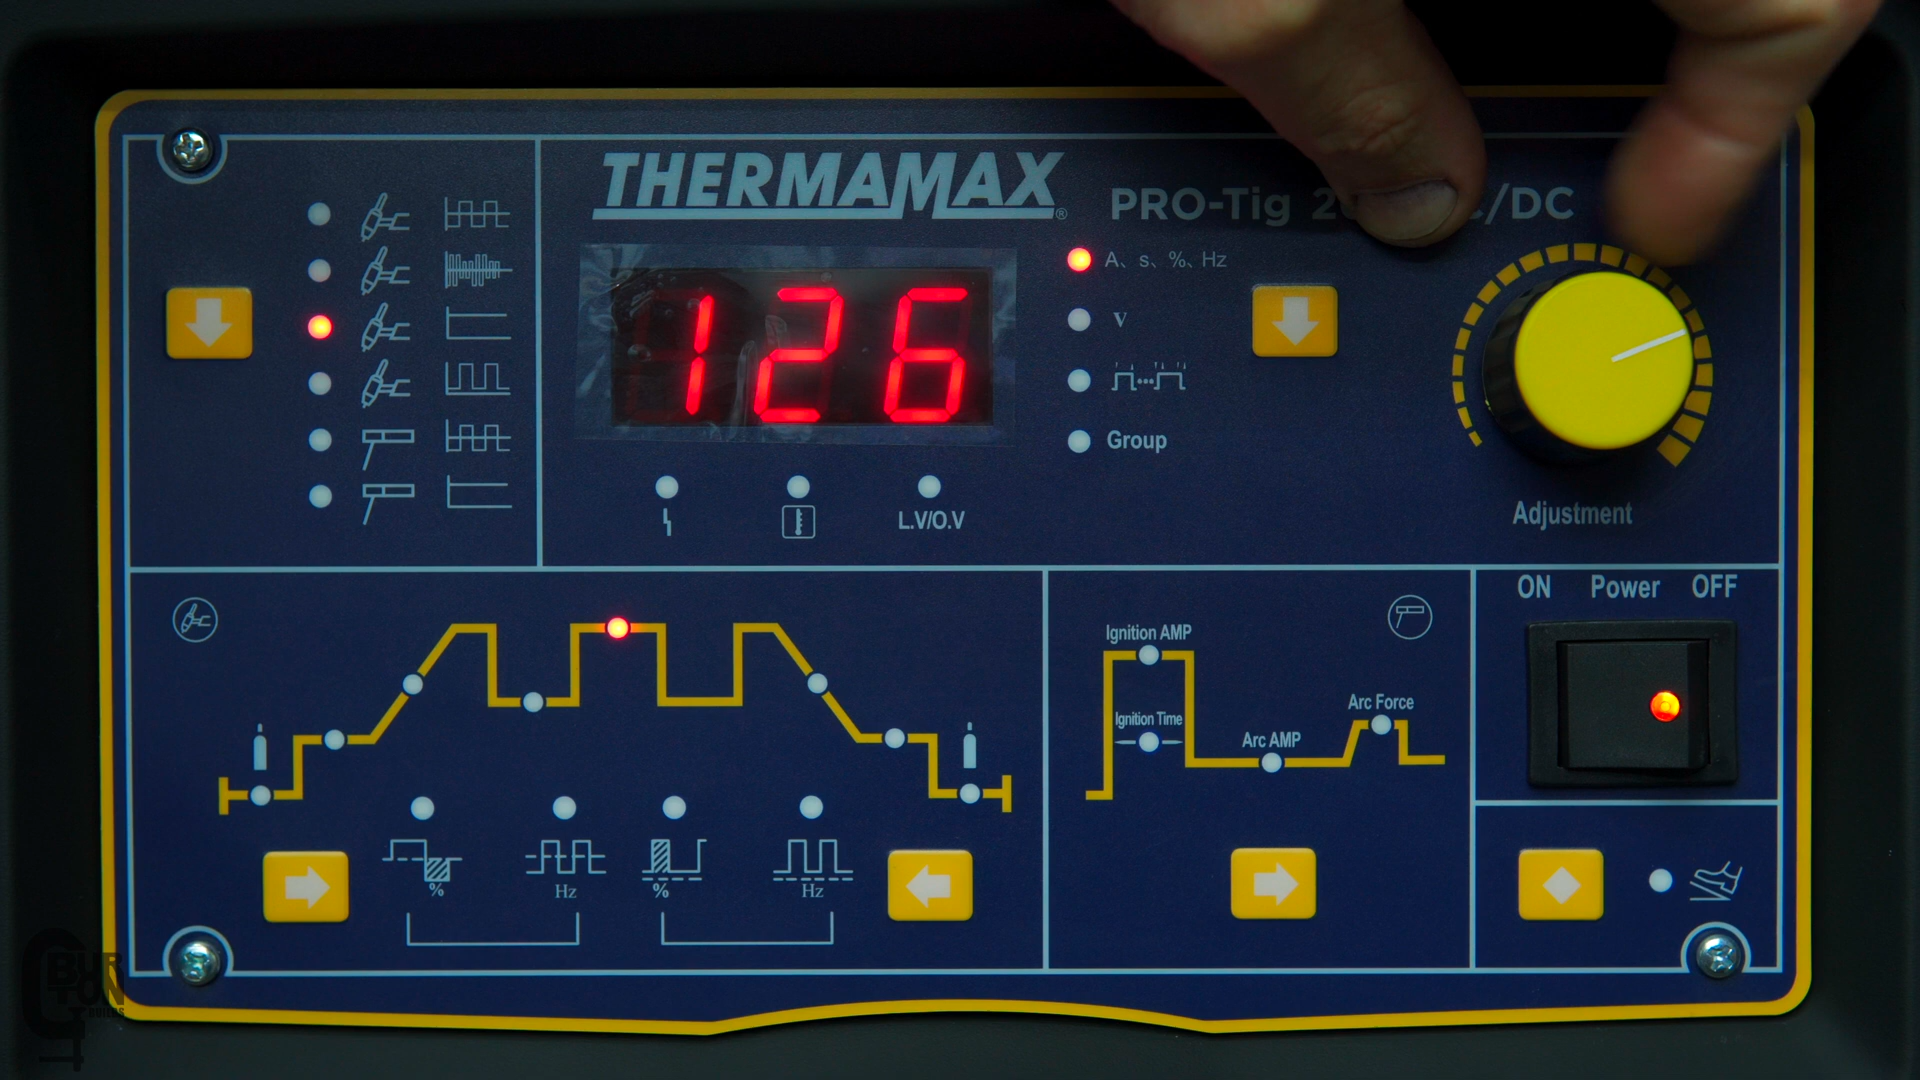 THERMAMAX®
PRO-Tig 2 C/DC
126
A、s、%、Hz
V
Group
L.V/O.V
Adjustment
ON Power OFF
Ignition AMP
Ignition Time
Arc AMP
Arc Force
% Hz % Hz
BURTON